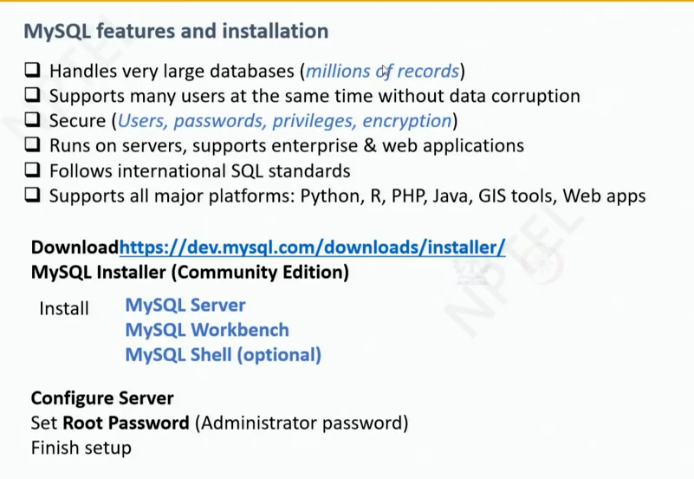 MySQL features and installation
❑ Handles very large databases (millions of records)
❑ Supports many users at the same time without data corruption
❑ Secure (Users, passwords, privileges, encryption)
❑ Runs on servers, supports enterprise & web applications
❑ Follows international SQL standards
❑ Supports all major platforms: Python, R, PHP, Java, GIS tools, Web apps
Downloadhttps://dev.mysql.com/downloads/installer/
MySQL Installer (Community Edition)
Install MySQL Server
MySQL Workbench
MySQL Shell (optional)
Configure Server
Set Root Password (Administrator password)
Finish setup
NPTEL
NPTEL